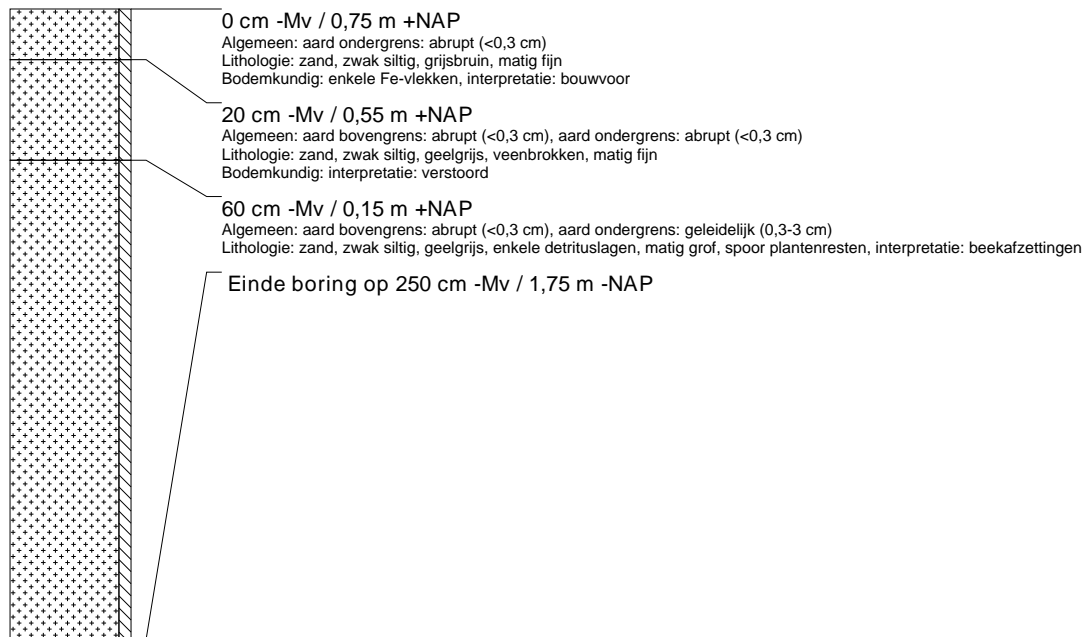 0 cm -Mv / 0,75 m +NAP
Algemeen: aard ondergrens: abrupt (<0,3 cm)
Lithologie: zand, zwak siltig, grijsbruin, matig fijn
Bodemkundig: enkele Fe-vlekken, interpretatie: bouwvoor
20 cm -Mv / 0,55 m +NAP
Algemeen: aard bovengrens: abrupt (<0,3 cm), aard ondergrens: abrupt (<0,3 cm)
Lithologie: zand, zwak siltig, geelgrijs, veenbrokken, matig fijn
Bodemkundig: interpretatie: verstoord
60 cm -Mv / 0,15 m +NAP
Algemeen: aard bovengrens: abrupt (<0,3 cm), aard ondergrens: geleidelijk (0,3-3 cm)
Lithologie: zand, zwak siltig, geelgrijs, enkele detrituslagen, matig grof, spoor plantenresten, interpretatie: beekafzettingen
Einde boring op 250 cm -Mv / 1,75 m -NAP